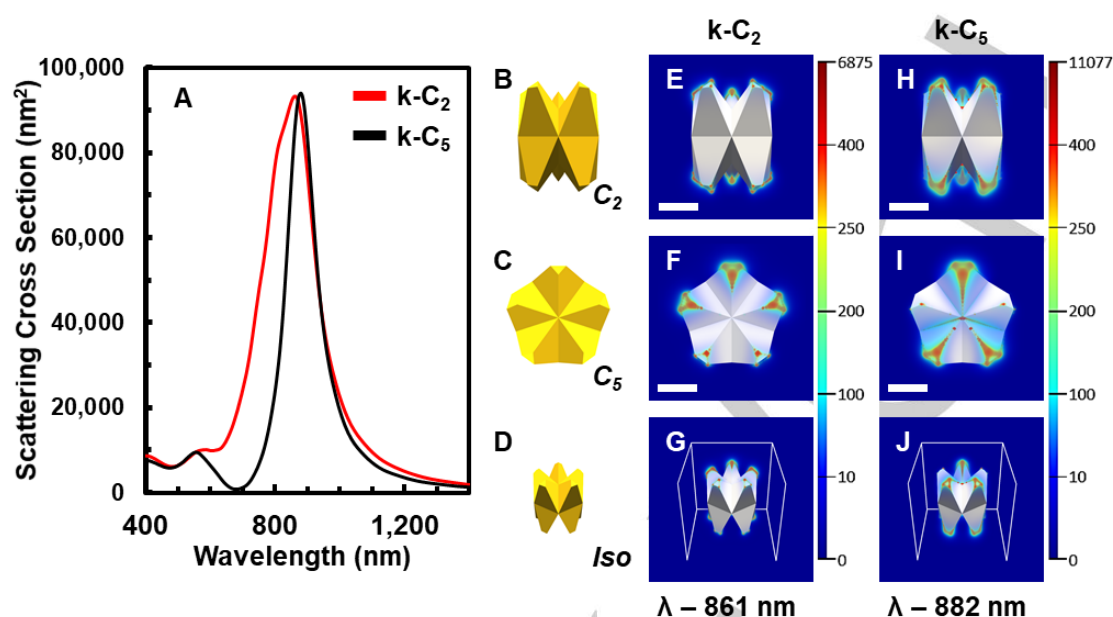 k-C2
k-C5
100,000
80,000
60,000
40,000
20,000
0
Scattering Cross Section (nm2)
A
k-C2
k-C5
400
800
1,200
Wavelength (nm)
B
C2
C
C5
D
Iso
E
F
G
6875
400
250
200
100
10
0
H
I
J
11077
400
250
200
100
10
0
λ – 861 nm
λ – 882 nm